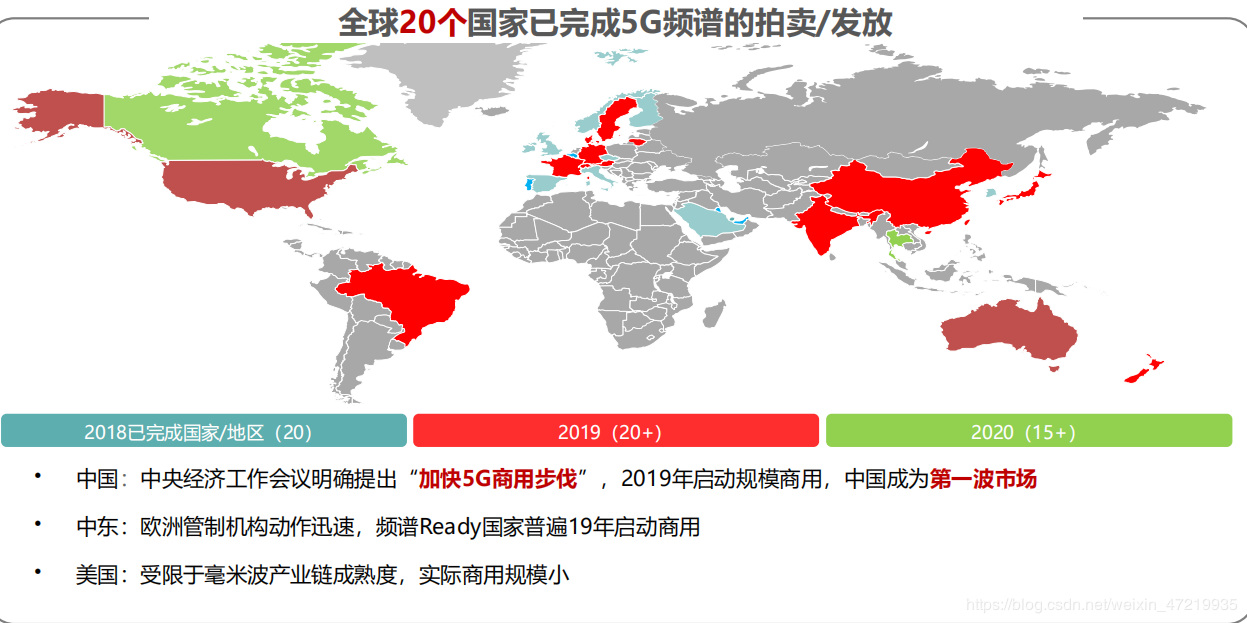 全球20个国家已完成5G频谱的拍卖/发放
2018已完成国家/地区（20）
2019（20+）
2020（15+）
• 中国：中央经济工作会议明确提出“加快5G商用步伐”，2019年启动规模商用，中国成为第一波市场
• 中东：欧洲管制机构动作迅速，频谱Ready国家普遍19年启动商用
• 美国：受限于毫米波产业链成熟度，实际商用规模小
https://blog.csdn.net/weixin_47219935